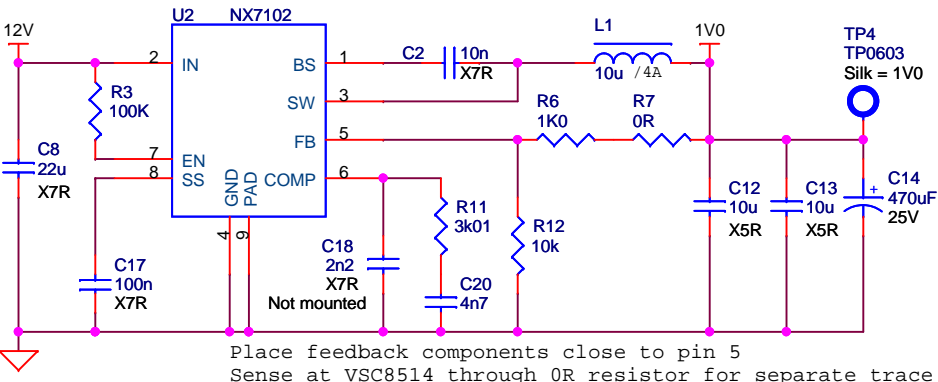 U2 NX7102
12V
2 IN
BS 1
C2 10n
X7R
L1
10u /4A
1V0
TP4
TP0603
Silk = 1V0
R3
100K
SW 3
R6
1K0
R7
0R
FB 5
7 EN
8 SS
COMP 6
GND
PAD
4
9
C8
22u
X7R
C17
100n
X7R
C18
2n2
X7R
Not mounted
R11
3k01
C20
4n7
R12
10k
C12
10u
X5R
C13
10u
X5R
C14
+
470uF
25V
Place feedback components close to pin 5
Sense at VSC8514 through 0R resistor for separate trace